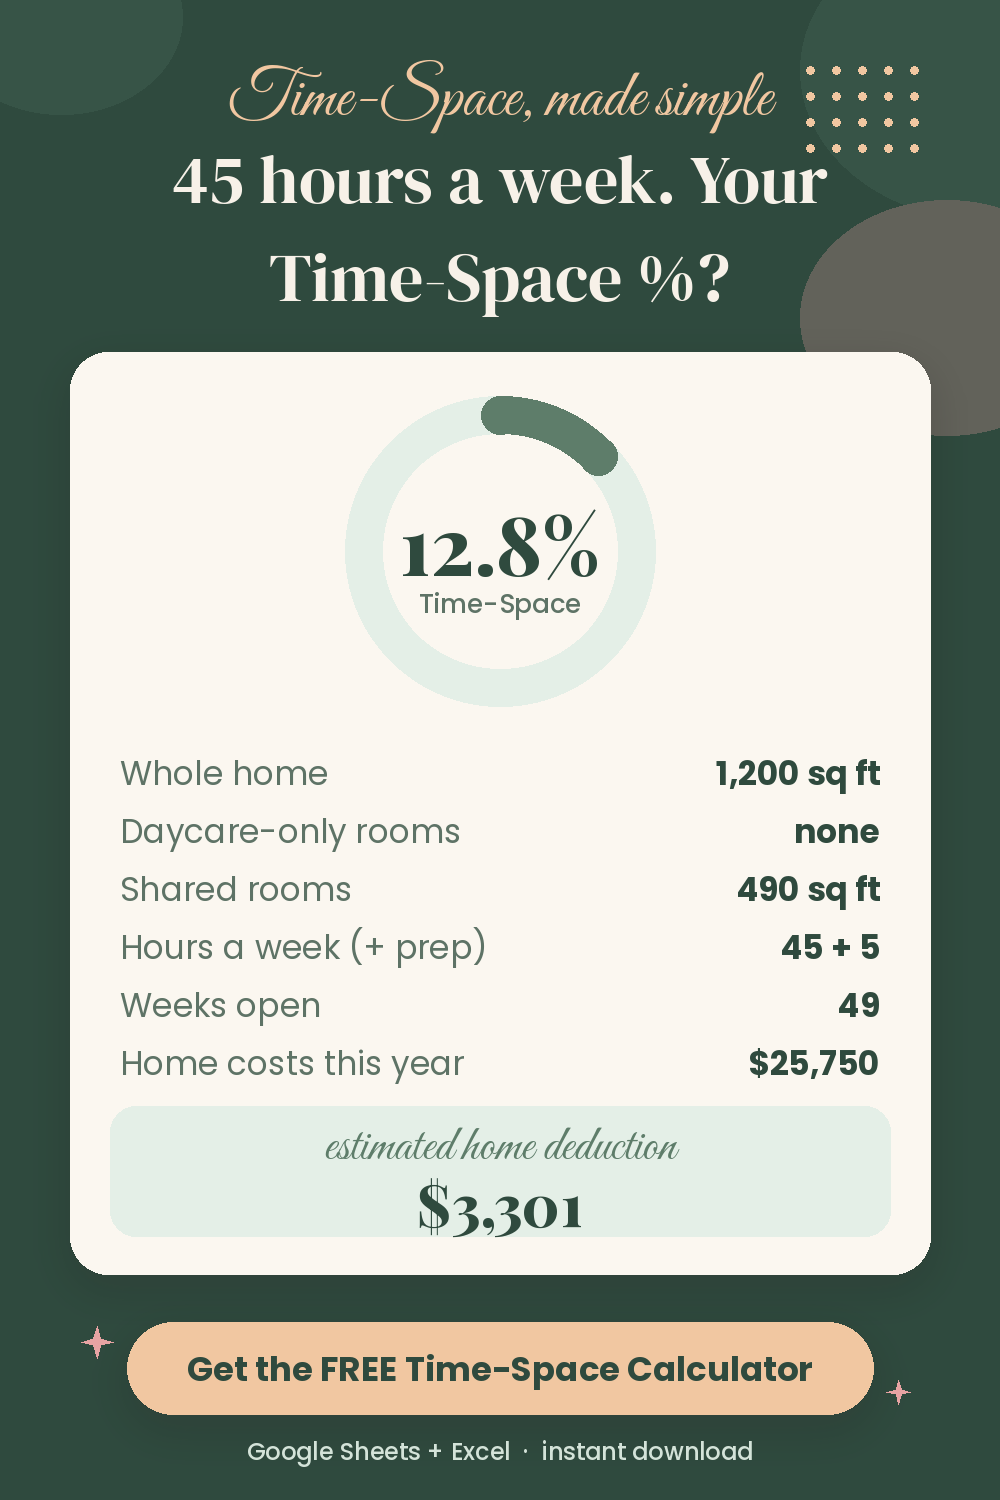 Time-Space, made simple
45 hours a week. Your
Time-Space %?
12.8%
Time-Space
Whole home 1,200 sq ft
Daycare-only rooms none
Shared rooms 490 sq ft
Hours a week (+ prep) 45 + 5
Weeks open 49
Home costs this year $25,750
estimated home deduction
$3,301
Get the FREE Time-Space Calculator
Google Sheets + Excel · instant download